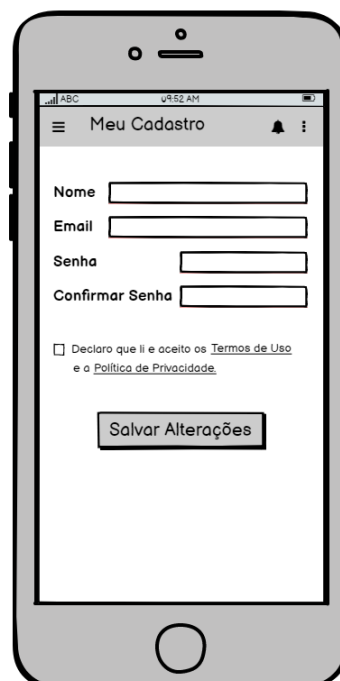 ABC 09:52 AM
Meu Cadastro
Nome
Email
Senha
Confirmar Senha
Declaro que li e aceito os Termos de Uso
e a Política de Privacidade.
Salvar Alterações